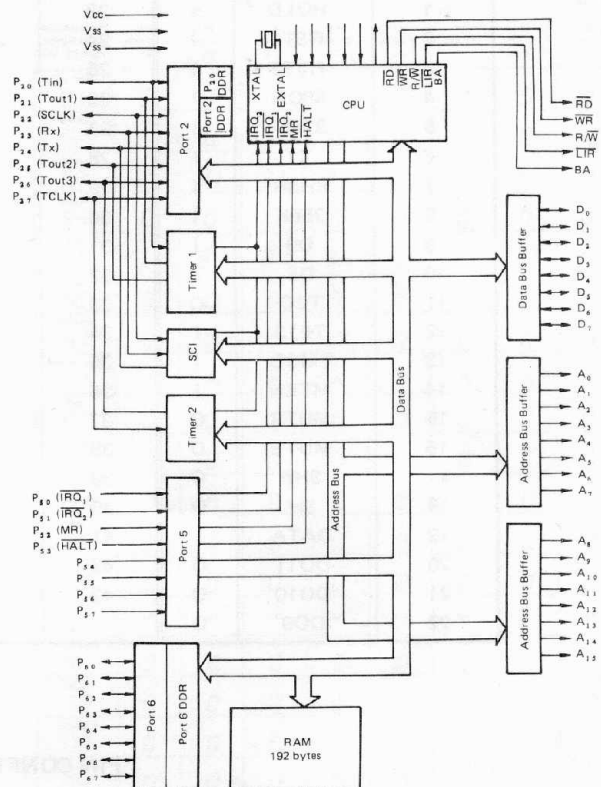 Vcc
Vss
Vss
P20 (Tin)
P21 (Tout1)
P22 (SCLK)
P23 (Rx)
P24 (Tx)
P25 (Tout2)
P26 (Tout3)
P27 (TCLK)
Port 2
Port 2 DDR
P20 DDR
XTAL
EXTAL
CPU
RD
WR
R/W
LIR
BA
IRQ3
IRQ1
IRQ2
MR
HALT
RD
WR
R/W
LIR
BA
Timer 1
SCI
Timer 2
Data Bus
Address Bus
Data Bus Buffer
D0
D1
D2
D3
D4
D5
D6
D7
Address Bus Buffer
A0
A1
A2
A3
A4
A5
A6
A7
Address Bus Buffer
A8
A9
A10
A11
A12
A13
A14
A15
P50 (IRQ1)
P51 (IRQ2)
P52 (MR)
P53 (HALT)
P54
P55
P56
P57
Port 5
P60
P61
P62
P63
P64
P65
P66
P67
Port 6
Port 6 DDR
RAM
192 bytes